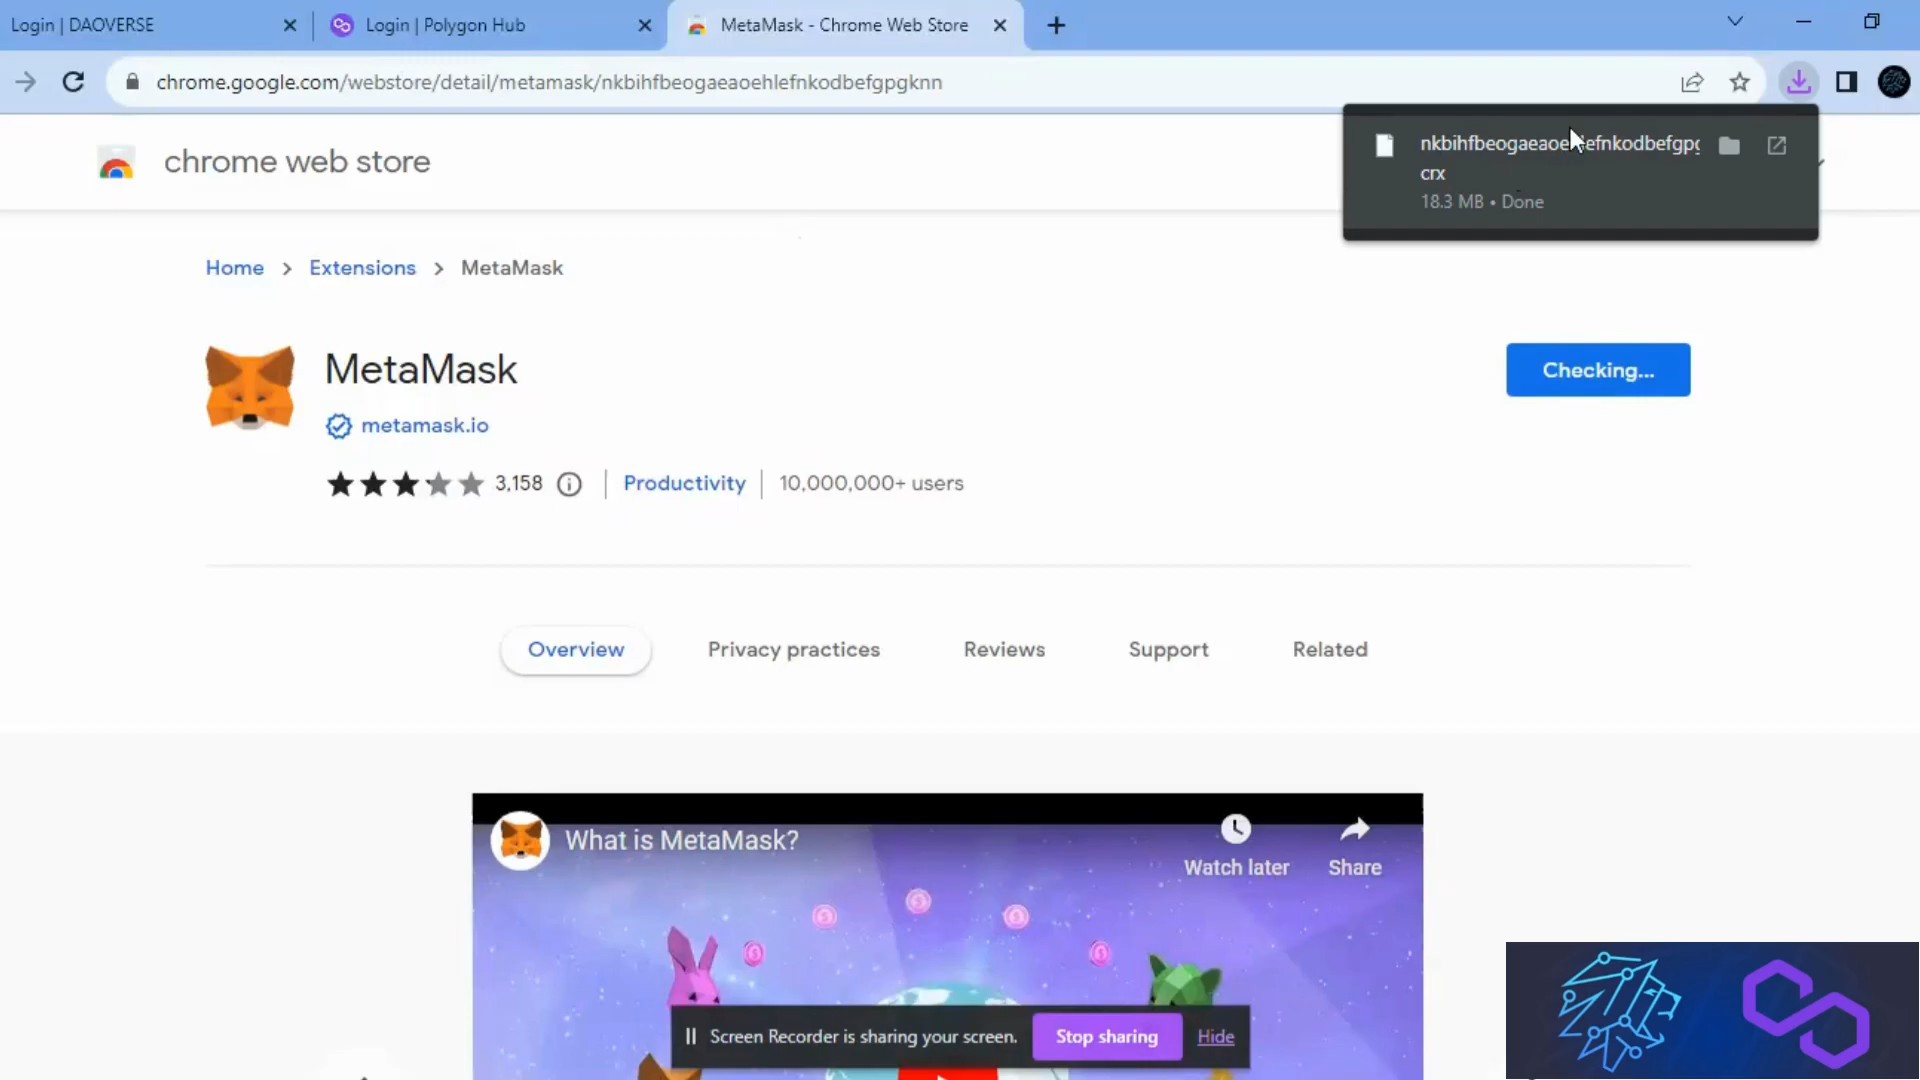 Login | DAOVERSE
Login | Polygon Hub
MetaMask - Chrome Web Store
chrome.google.com/webstore/detail/metamask/nkbihfbeogaeaoehlefnkodbefgpgknn
crx
18.3 MB • Done
chrome web store
Home > Extensions > MetaMask
MetaMask
Checking...
metamask.io
3,158
Productivity
10,000,000+ users
Overview
Privacy practices
Reviews
Support
Related
What is MetaMask?
Watch later
Share
Screen Recorder is sharing your screen.
Stop sharing
Hide